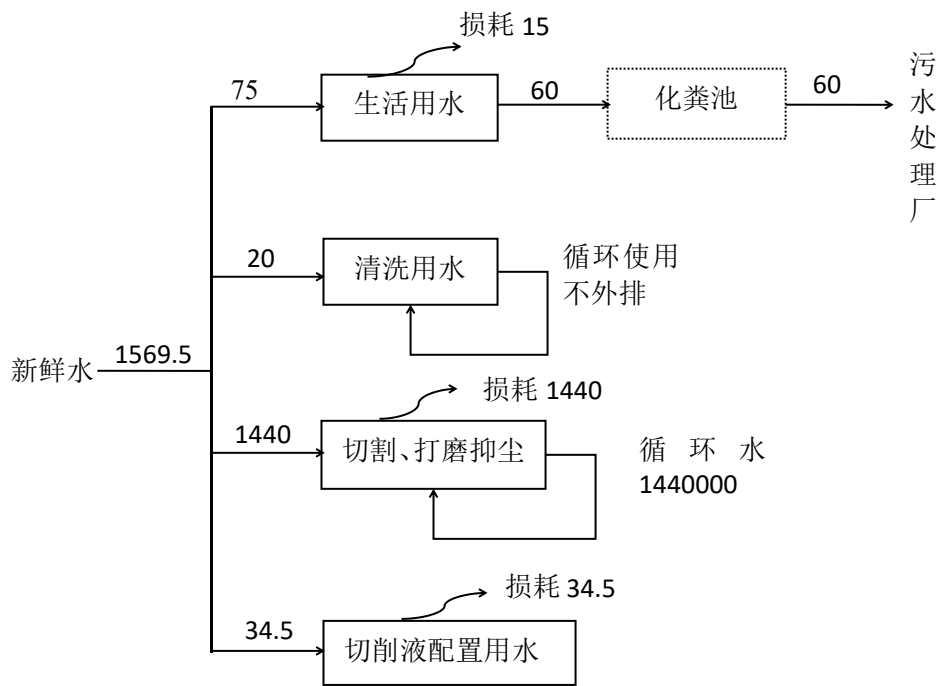 损耗 15
75
生活用水
60
化粪池
60
污水处理厂
20
清洗用水
循环使用
不外排
新鲜水
1569.5
损耗 1440
1440
切割、打磨抑尘
循环水
1440000
损耗 34.5
34.5
切削液配置用水